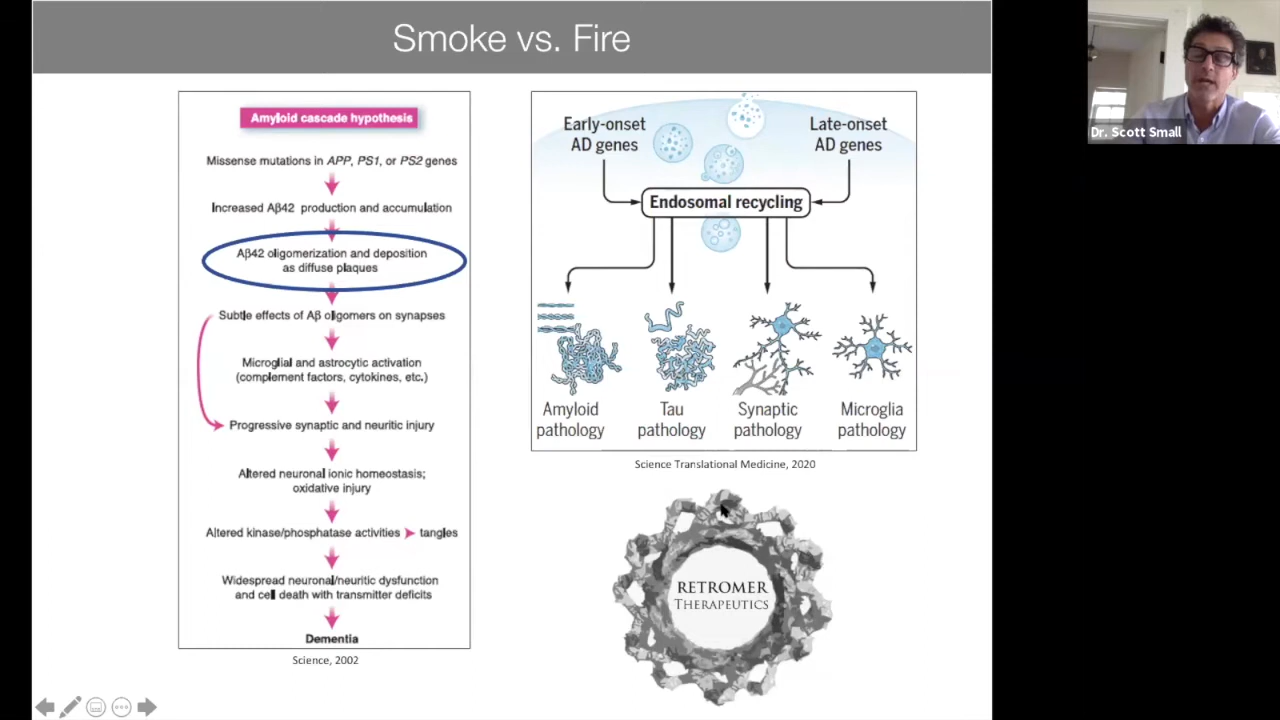 Smoke vs. Fire
Amyloid cascade hypothesis
Missense mutations in APP, PS1, or PS2 genes
Increased Aβ42 production and accumulation
Aβ42 oligomerization and deposition
as diffuse plaques
Subtle effects of Aβ oligomers on synapses
Microglial and astrocytic activation
(complement factors, cytokines, etc.)
Progressive synaptic and neuritic injury
Altered neuronal ionic homeostasis;
oxidative injury
Altered kinase/phosphatase activities ➤ tangles
Widespread neuronal/neuritic dysfunction
and cell death with transmitter deficits
Dementia
Science, 2002
Early-onset
AD genes
Late-onset
AD genes
Endosomal recycling
Amyloid
pathology
Tau
pathology
Synaptic
pathology
Microglia
pathology
Science Translational Medicine, 2020
RETROMER
THERAPEUTICS
Dr. Scott Small